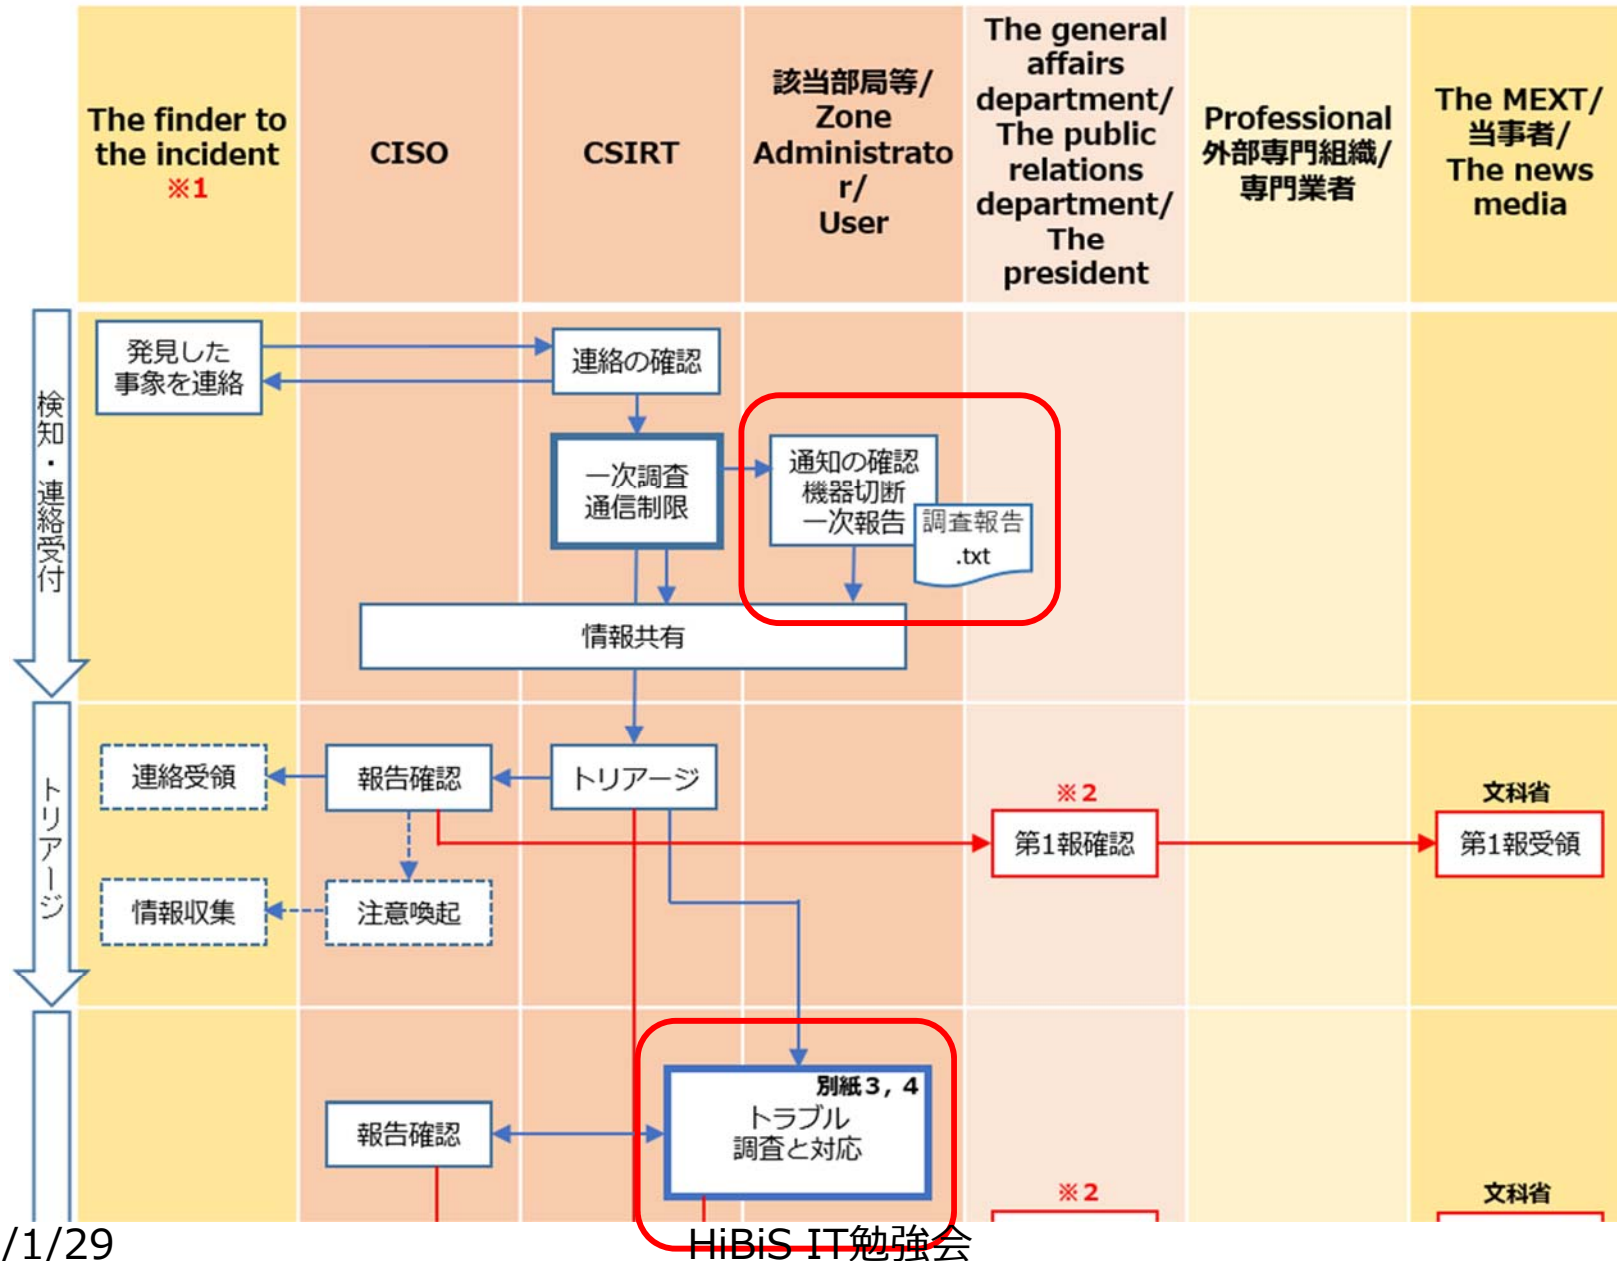 The finder to
the incident
※1
CISO
CSIRT
該当部局等/
Zone
Administrato
r/
User
The general
affairs
department/
The public
relations
department/
The
president
Professional
外部専門組織/
専門業者
The MEXT/
当事者/
The news
media
検知・連絡受付
発見した
事象を連絡
連絡の確認
一次調査
通信制限
通知の確認
機器切断
一次報告
調査報告
.txt
情報共有
トリアージ
連絡受領
報告確認
トリアージ
※2
第1報確認
文科省
第1報受領
情報収集
注意喚起
報告確認
別紙3, 4
トラブル
調査と対応
※2
文科省
/1/29
HiBiS IT勉強会